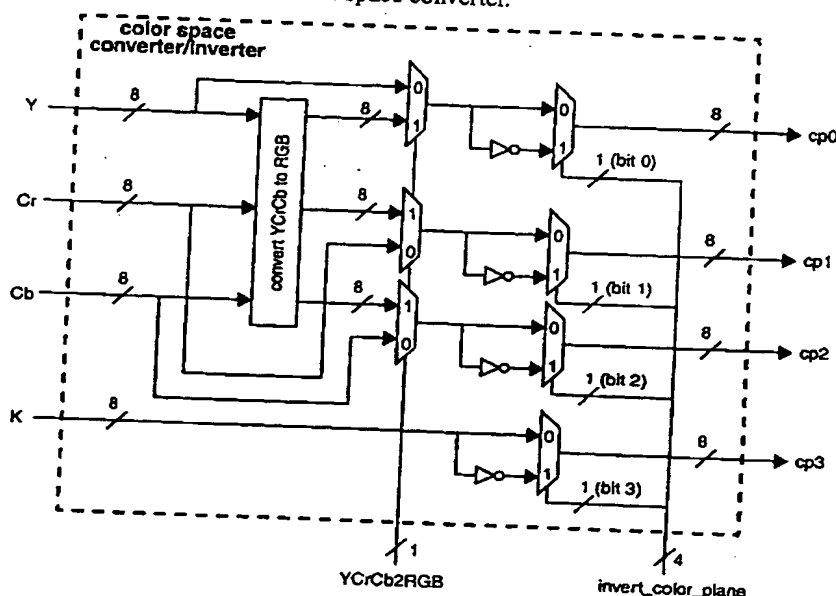 space converter.
color space
converter/inverter
Y
8
8
0
1
0
1
8
cp0
1 (bit 0)
convert YCrCb to RGB
Cr
8
8
1
0
0
1
8
cp1
1 (bit 1)
Cb
8
8
1
0
0
1
8
cp2
1 (bit 2)
K
8
0
1
8
cp3
1 (bit 3)
1
4
YCrCb2RGB
invert_color_plane